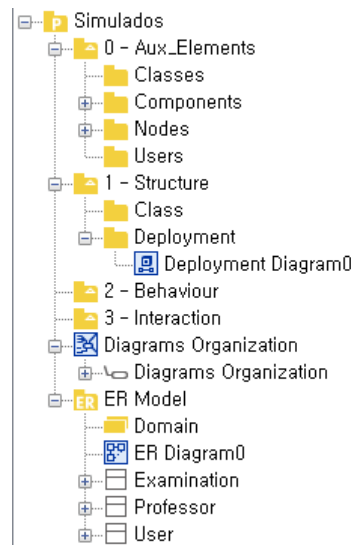 Simulados
0 - Aux_Elements
Classes
Components
Nodes
Users
1 - Structure
Class
Deployment
Deployment Diagram0
2 - Behaviour
3 - Interaction
Diagrams Organization
Diagrams Organization
ER Model
Domain
ER Diagram0
Examination
Professor
User